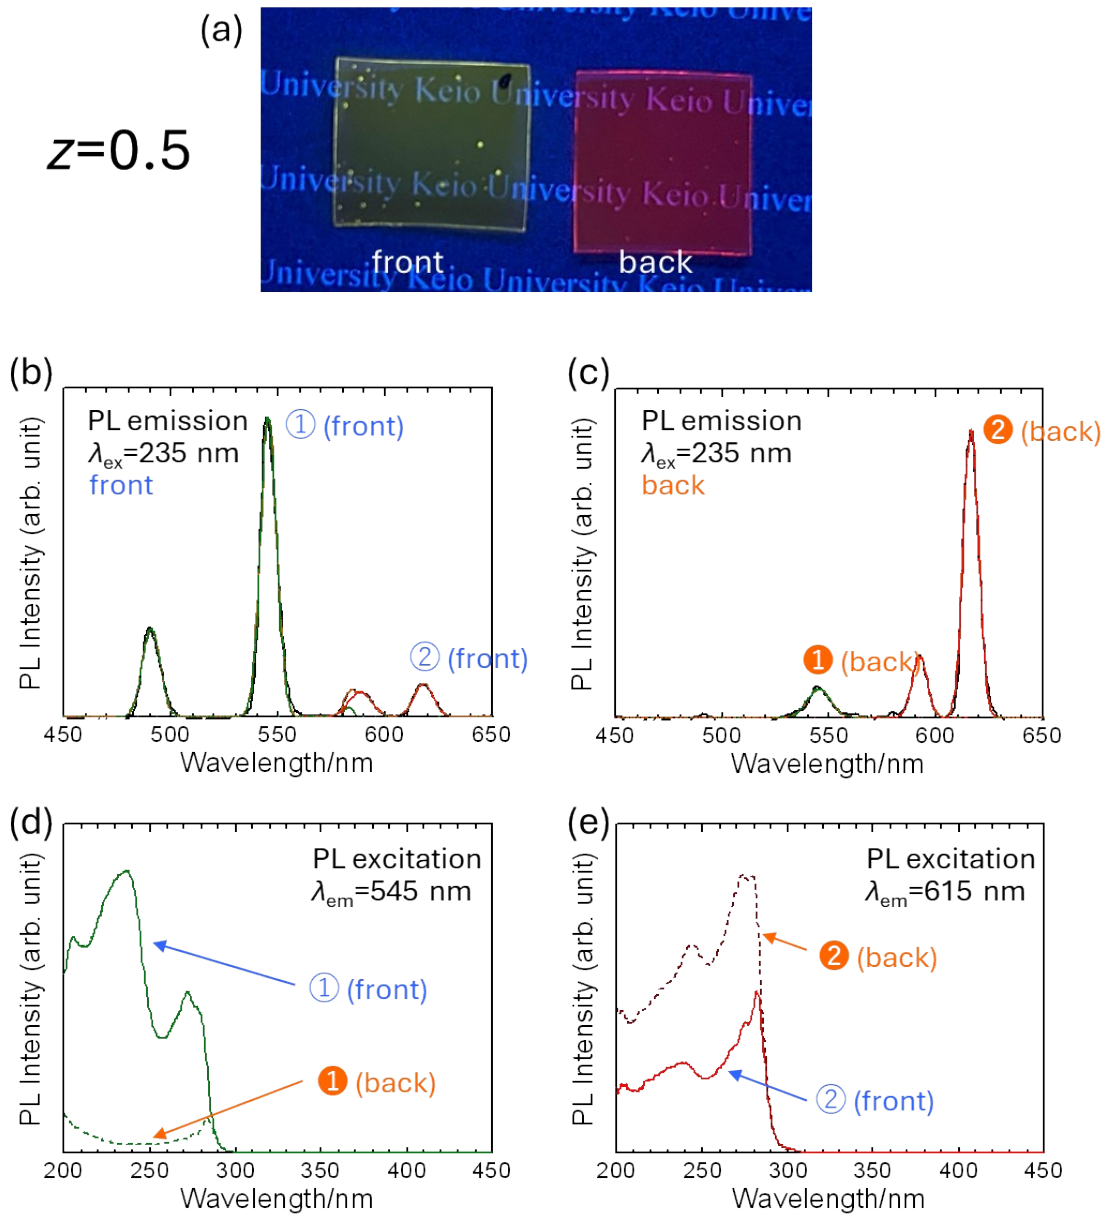 (a)
z=0.5
University Keio University Keio University
University Keio University Keio University
University Keio University Keio Univer
front
back
(b)
PL emission
λex=235 nm
front
① (front)
② (front)
PL Intensity (arb. unit)
450 500 550 600 650
Wavelength/nm
(c)
PL emission
λex=235 nm
back
❷ (back)
❶ (back)
PL Intensity (arb. unit)
450 500 550 600 650
Wavelength/nm
(d)
PL excitation
λem=545 nm
① (front)
❶ (back)
PL Intensity (arb. unit)
200 250 300 350 400 450
Wavelength/nm
(e)
PL excitation
λem=615 nm
❷ (back)
② (front)
PL Intensity (arb. unit)
200 250 300 350 400 450
Wavelength/nm